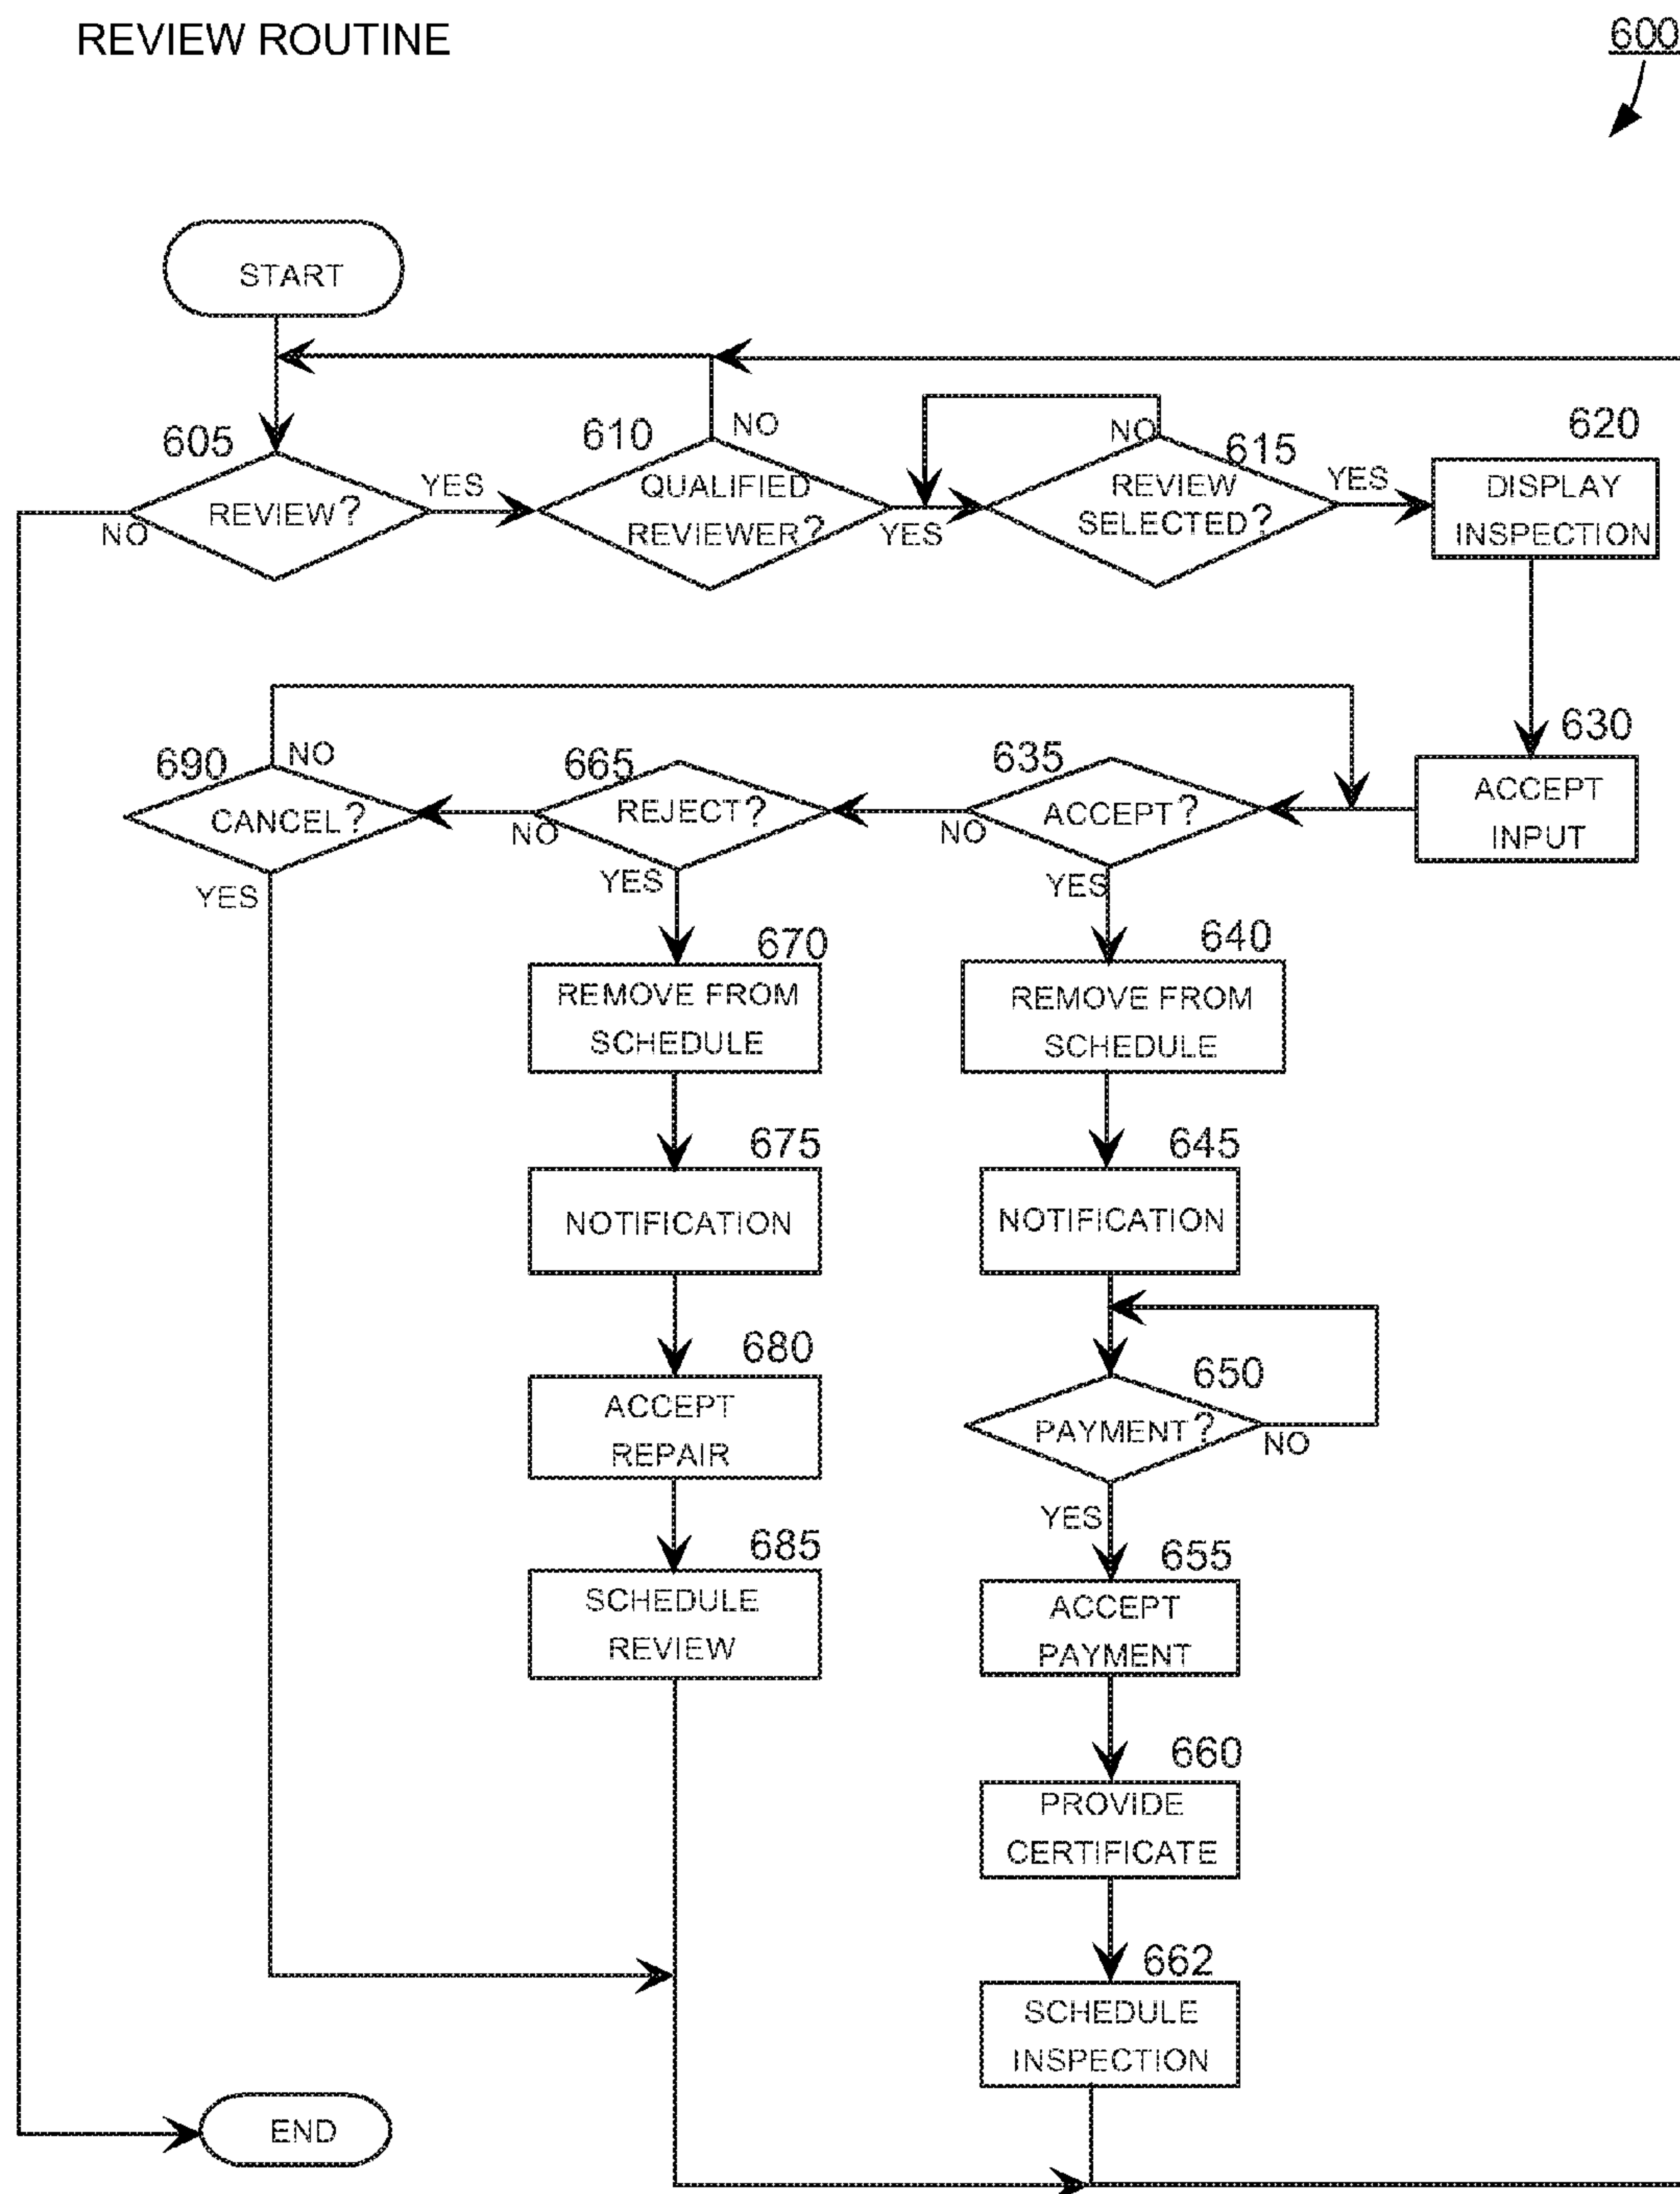 REVIEW ROUTINE
600
START
605
REVIEW?
YES
NO
610
NO
QUALIFIED
REVIEWER?
YES
NO
615
REVIEW
SELECTED?
YES
620
DISPLAY
INSPECTION
690
NO
CANCEL?
YES
665
REJECT?
NO
YES
635
ACCEPT?
NO
YES
630
ACCEPT
INPUT
670
REMOVE FROM
SCHEDULE
640
REMOVE FROM
SCHEDULE
675
NOTIFICATION
645
NOTIFICATION
680
ACCEPT
REPAIR
650
PAYMENT?
NO
YES
685
SCHEDULE
REVIEW
655
ACCEPT
PAYMENT
660
PROVIDE
CERTIFICATE
662
SCHEDULE
INSPECTION
END